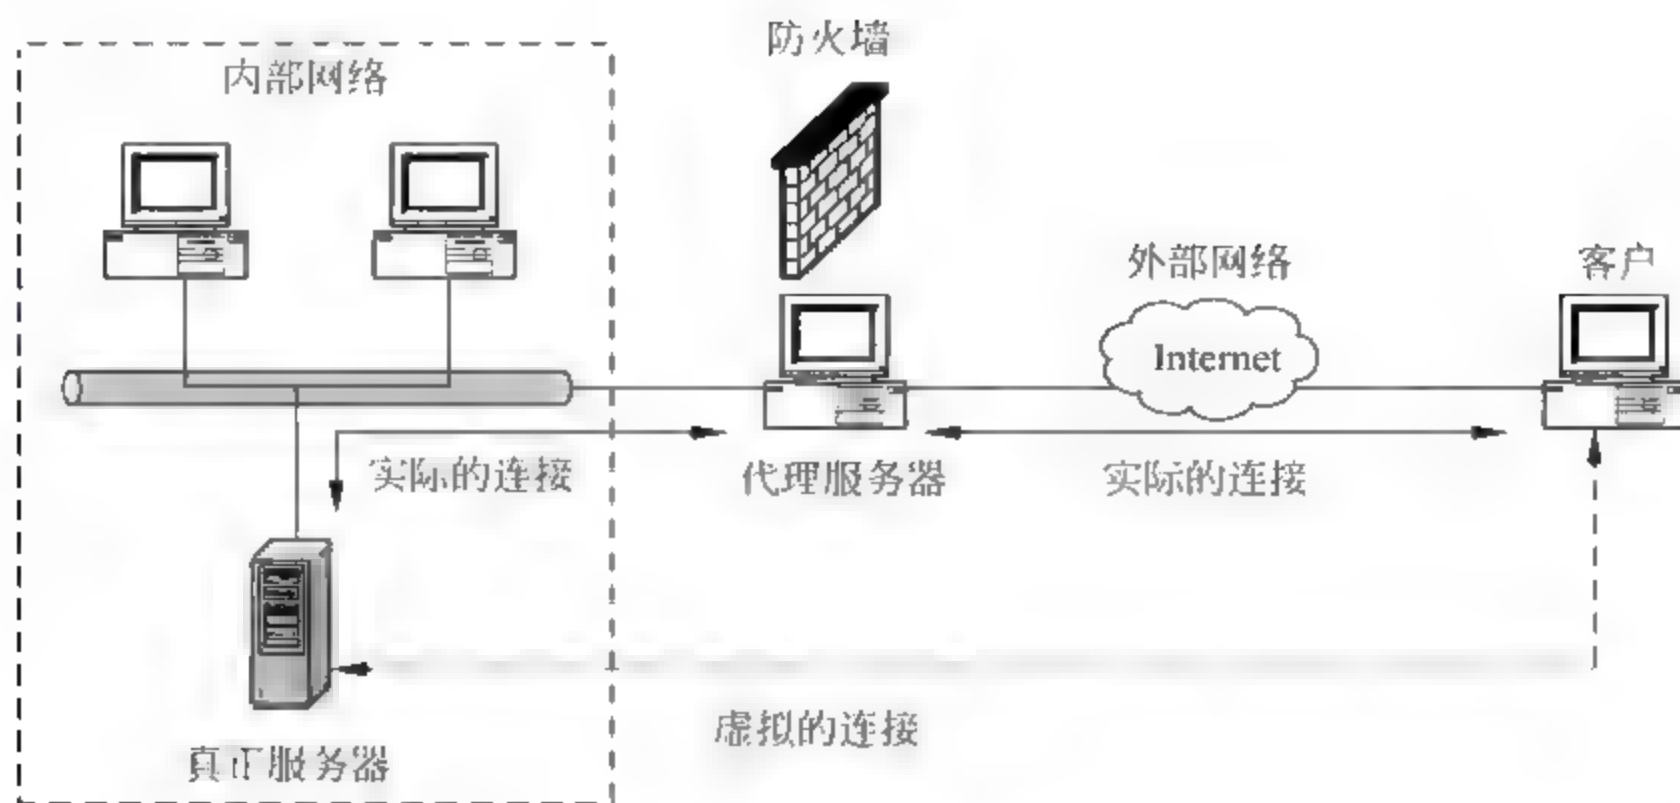 防火墙
内部网络
外部网络
客户
Internet
实际的连接
代理服务器
实际的连接
虚拟的连接
真正服务器